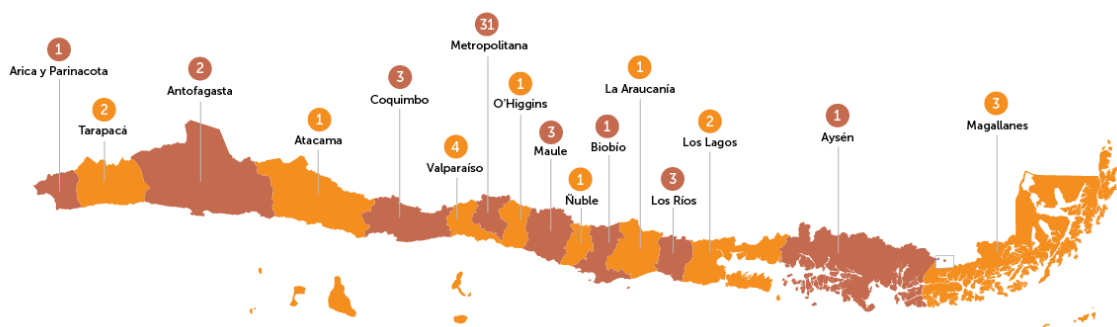 1
Arica y Parinacota
2
Tarapacá
2
Antofagasta
1
Atacama
3
Coquimbo
4
Valparaíso
31
Metropolitana
1
O'Higgins
3
Maule
1
Ñuble
1
Biobío
1
La Araucanía
3
Los Ríos
2
Los Lagos
1
Aysén
3
Magallanes